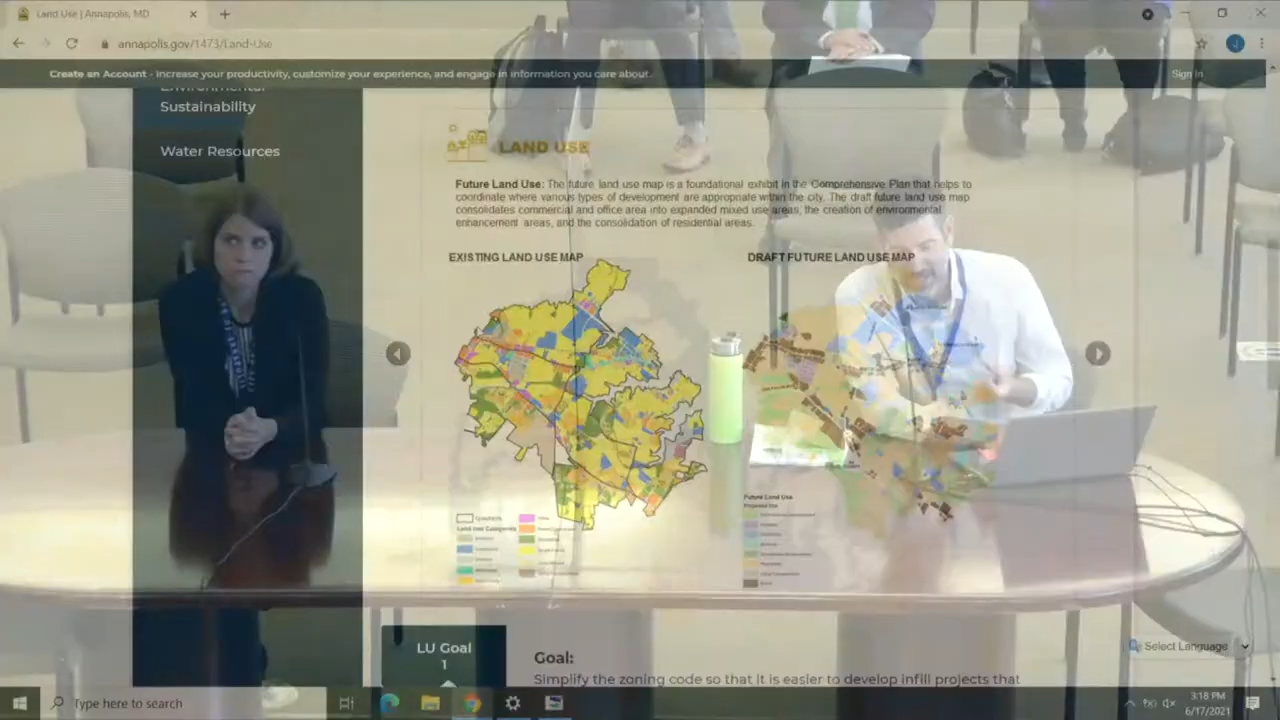 Land Use | Annapolis, MD
annapolis.gov/1473/Land-Use
Create an Account - Increase your productivity, customize your experience, and engage in information you care about.
Sign In
Environmental
Sustainability
Water Resources
LAND USE
Future Land Use: The future land use map is a foundational exhibit in the Comprehensive Plan that helps to
coordinate where various types of development are appropriate within the city. The draft future land use map
consolidates commercial and office area into expanded mixed use areas, the creation of environmental
enhancement areas, and the consolidation of residential areas.
EXISTING LAND USE MAP
DRAFT FUTURE LAND USE MAP
Land Use Categories
Future Land Use
LU Goal
1
Goal:
Simplify the zoning code so that it is easier to develop infill projects that
Select Language
Type here to search
3:18 PM
6/17/2021